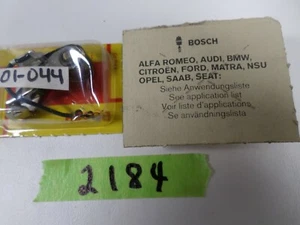 01-044
BOSCH
ALFA ROMEO, AUDI, BMW,
CITROËN, FORD, MATRA, NSU
OPEL, SAAB, SEAT:
Siehe Anwendungsliste
See application list
Voir liste d'applications
Se användningslista
2184